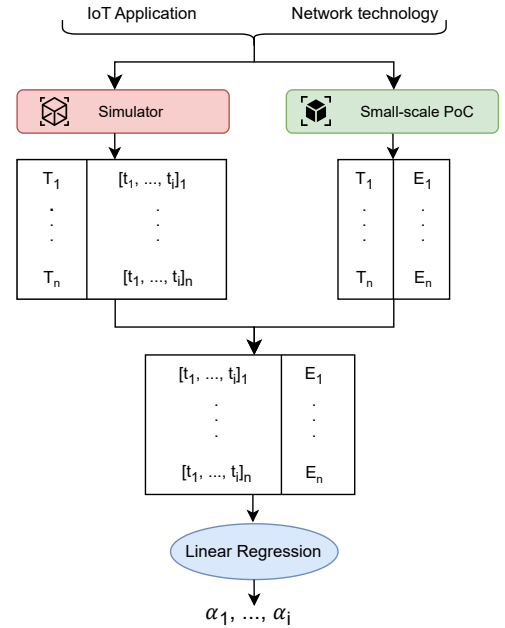 IoT Application Network technology
Simulator Small-scale PoC
T₁ [t₁, ..., tᵢ]₁ T₁ E₁
. . . .
. . . .
. . . .
Tₙ [t₁, ..., tᵢ]ₙ Tₙ Eₙ
[t₁, ..., tᵢ]₁ E₁
. .
. .
. .
[t₁, ..., tᵢ]ₙ Eₙ
Linear Regression
α₁, ..., αᵢ